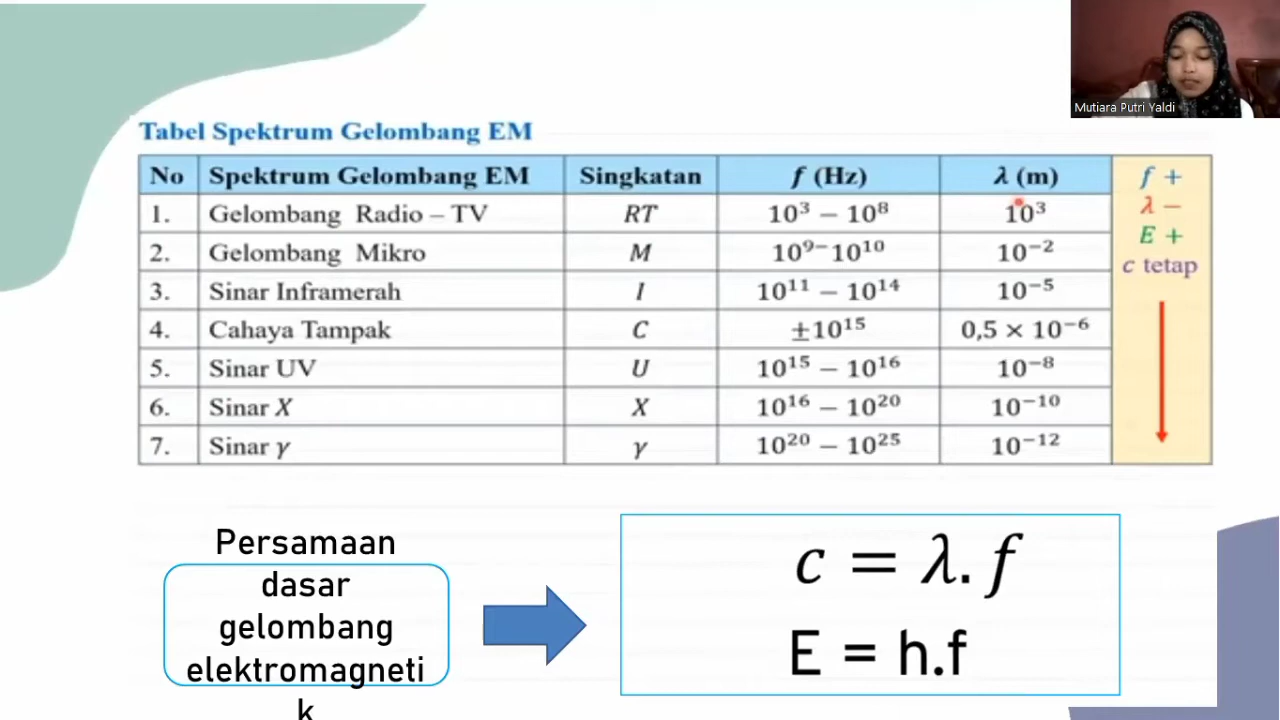 Mutiara Putri Yaldi
Tabel Spektrum Gelombang EM
No Spektrum Gelombang EM Singkatan f (Hz) λ (m)
1. Gelombang Radio – TV RT 10³ – 10⁸ 10³
2. Gelombang Mikro M 10⁹⁻10¹⁰ 10⁻²
3. Sinar Inframerah I 10¹¹ – 10¹⁴ 10⁻⁵
4. Cahaya Tampak C ±10¹⁵ 0,5 × 10⁻⁶
5. Sinar UV U 10¹⁵ – 10¹⁶ 10⁻⁸
6. Sinar X X 10¹⁶ – 10²⁰ 10⁻¹⁰
7. Sinar γ γ 10²⁰ – 10²⁵ 10⁻¹²
f +
λ –
E +
c tetap
Persamaan
dasar
gelombang
elektromagneti
k
c = λ. f
E = h.f